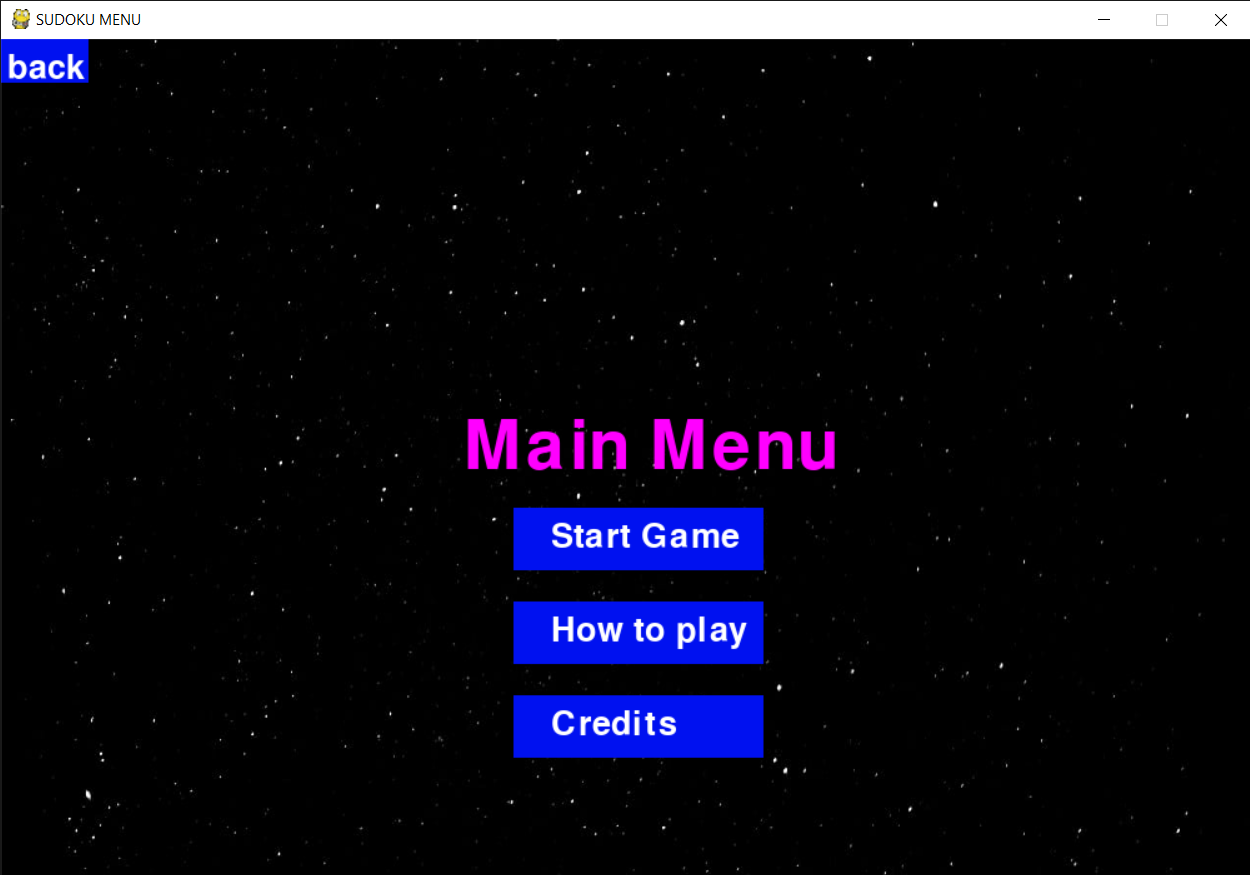 SUDOKU MENU
back
Main Menu
Start Game
How to play
Credits